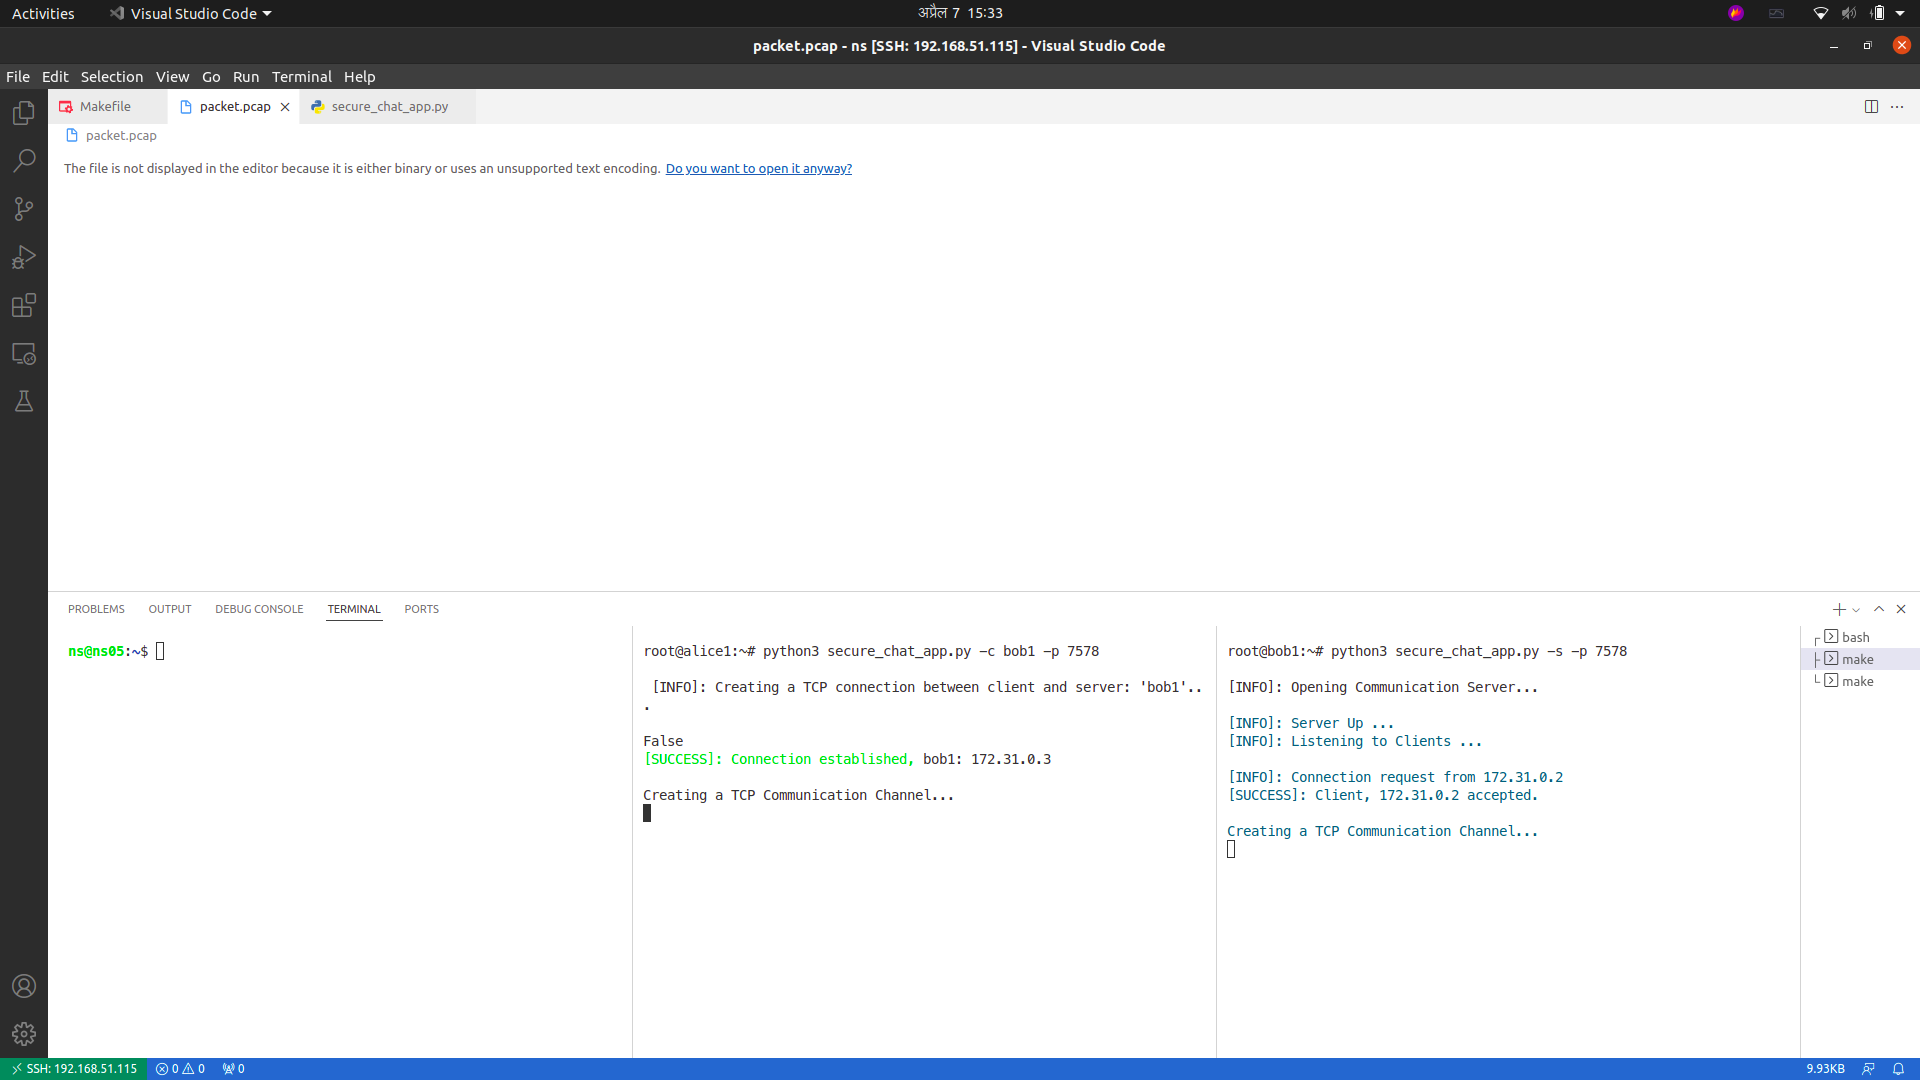 Activities
Visual Studio Code
अप्रैल 7 15:33
packet.pcap - ns [SSH: 192.168.51.115] - Visual Studio Code
File Edit Selection View Go Run Terminal Help
Makefile
packet.pcap
secure_chat_app.py
packet.pcap
The file is not displayed in the editor because it is either binary or uses an unsupported text encoding. Do you want to open it anyway?
PROBLEMS OUTPUT DEBUG CONSOLE TERMINAL PORTS
ns@ns05:~$
root@alice1:~# python3 secure_chat_app.py -c bob1 -p 7578
[INFO]: Creating a TCP connection between client and server: 'bob1'..
.
False
[SUCCESS]: Connection established, bob1: 172.31.0.3
Creating a TCP Communication Channel...
root@bob1:~# python3 secure_chat_app.py -s -p 7578
[INFO]: Opening Communication Server...
[INFO]: Server Up ...
[INFO]: Listening to Clients ...
[INFO]: Connection request from 172.31.0.2
[SUCCESS]: Client, 172.31.0.2 accepted.
Creating a TCP Communication Channel...
bash
make
make
SSH: 192.168.51.115
0
0
0
9.93KB